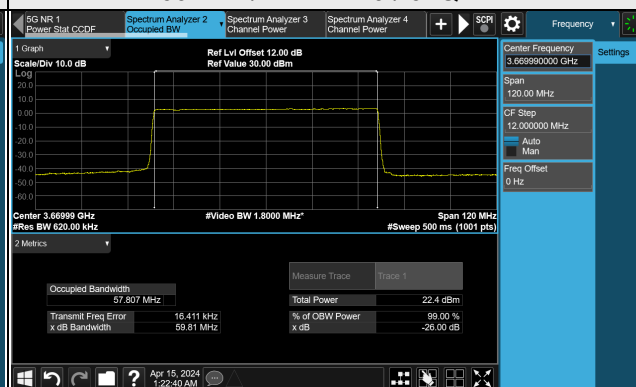 5G NR 1
Power Stat CCDF
Spectrum Analyzer 2
Occupied BW
Spectrum Analyzer 3
Channel Power
Spectrum Analyzer 4
Channel Power
SCPI
Frequency
1 Graph
Scale/Div 10.0 dB
Ref Lvl Offset 12.00 dB
Ref Value 30.00 dBm
Log
20.0
10.0
0.00
-10.0
-20.0
-30.0
-40.0
-50.0
-60.0
Center 3.66999 GHz
#Video BW 1.8000 MHz*
Span 120 MHz
#Res BW 620.00 kHz
#Sweep 500 ms (1001 pts)
2 Metrics
Measure Trace
Trace 1
Occupied Bandwidth
57.807 MHz
Total Power
22.4 dBm
Transmit Freq Error
16.411 kHz
% of OBW Power
99.00 %
x dB Bandwidth
59.81 MHz
x dB
-26.00 dB
Center Frequency
3.669990000 GHz
Settings
Span
120.00 MHz
CF Step
12.000000 MHz
Auto
Man
Freq Offset
0 Hz
?
Apr 15, 2024
1:22:40 AM